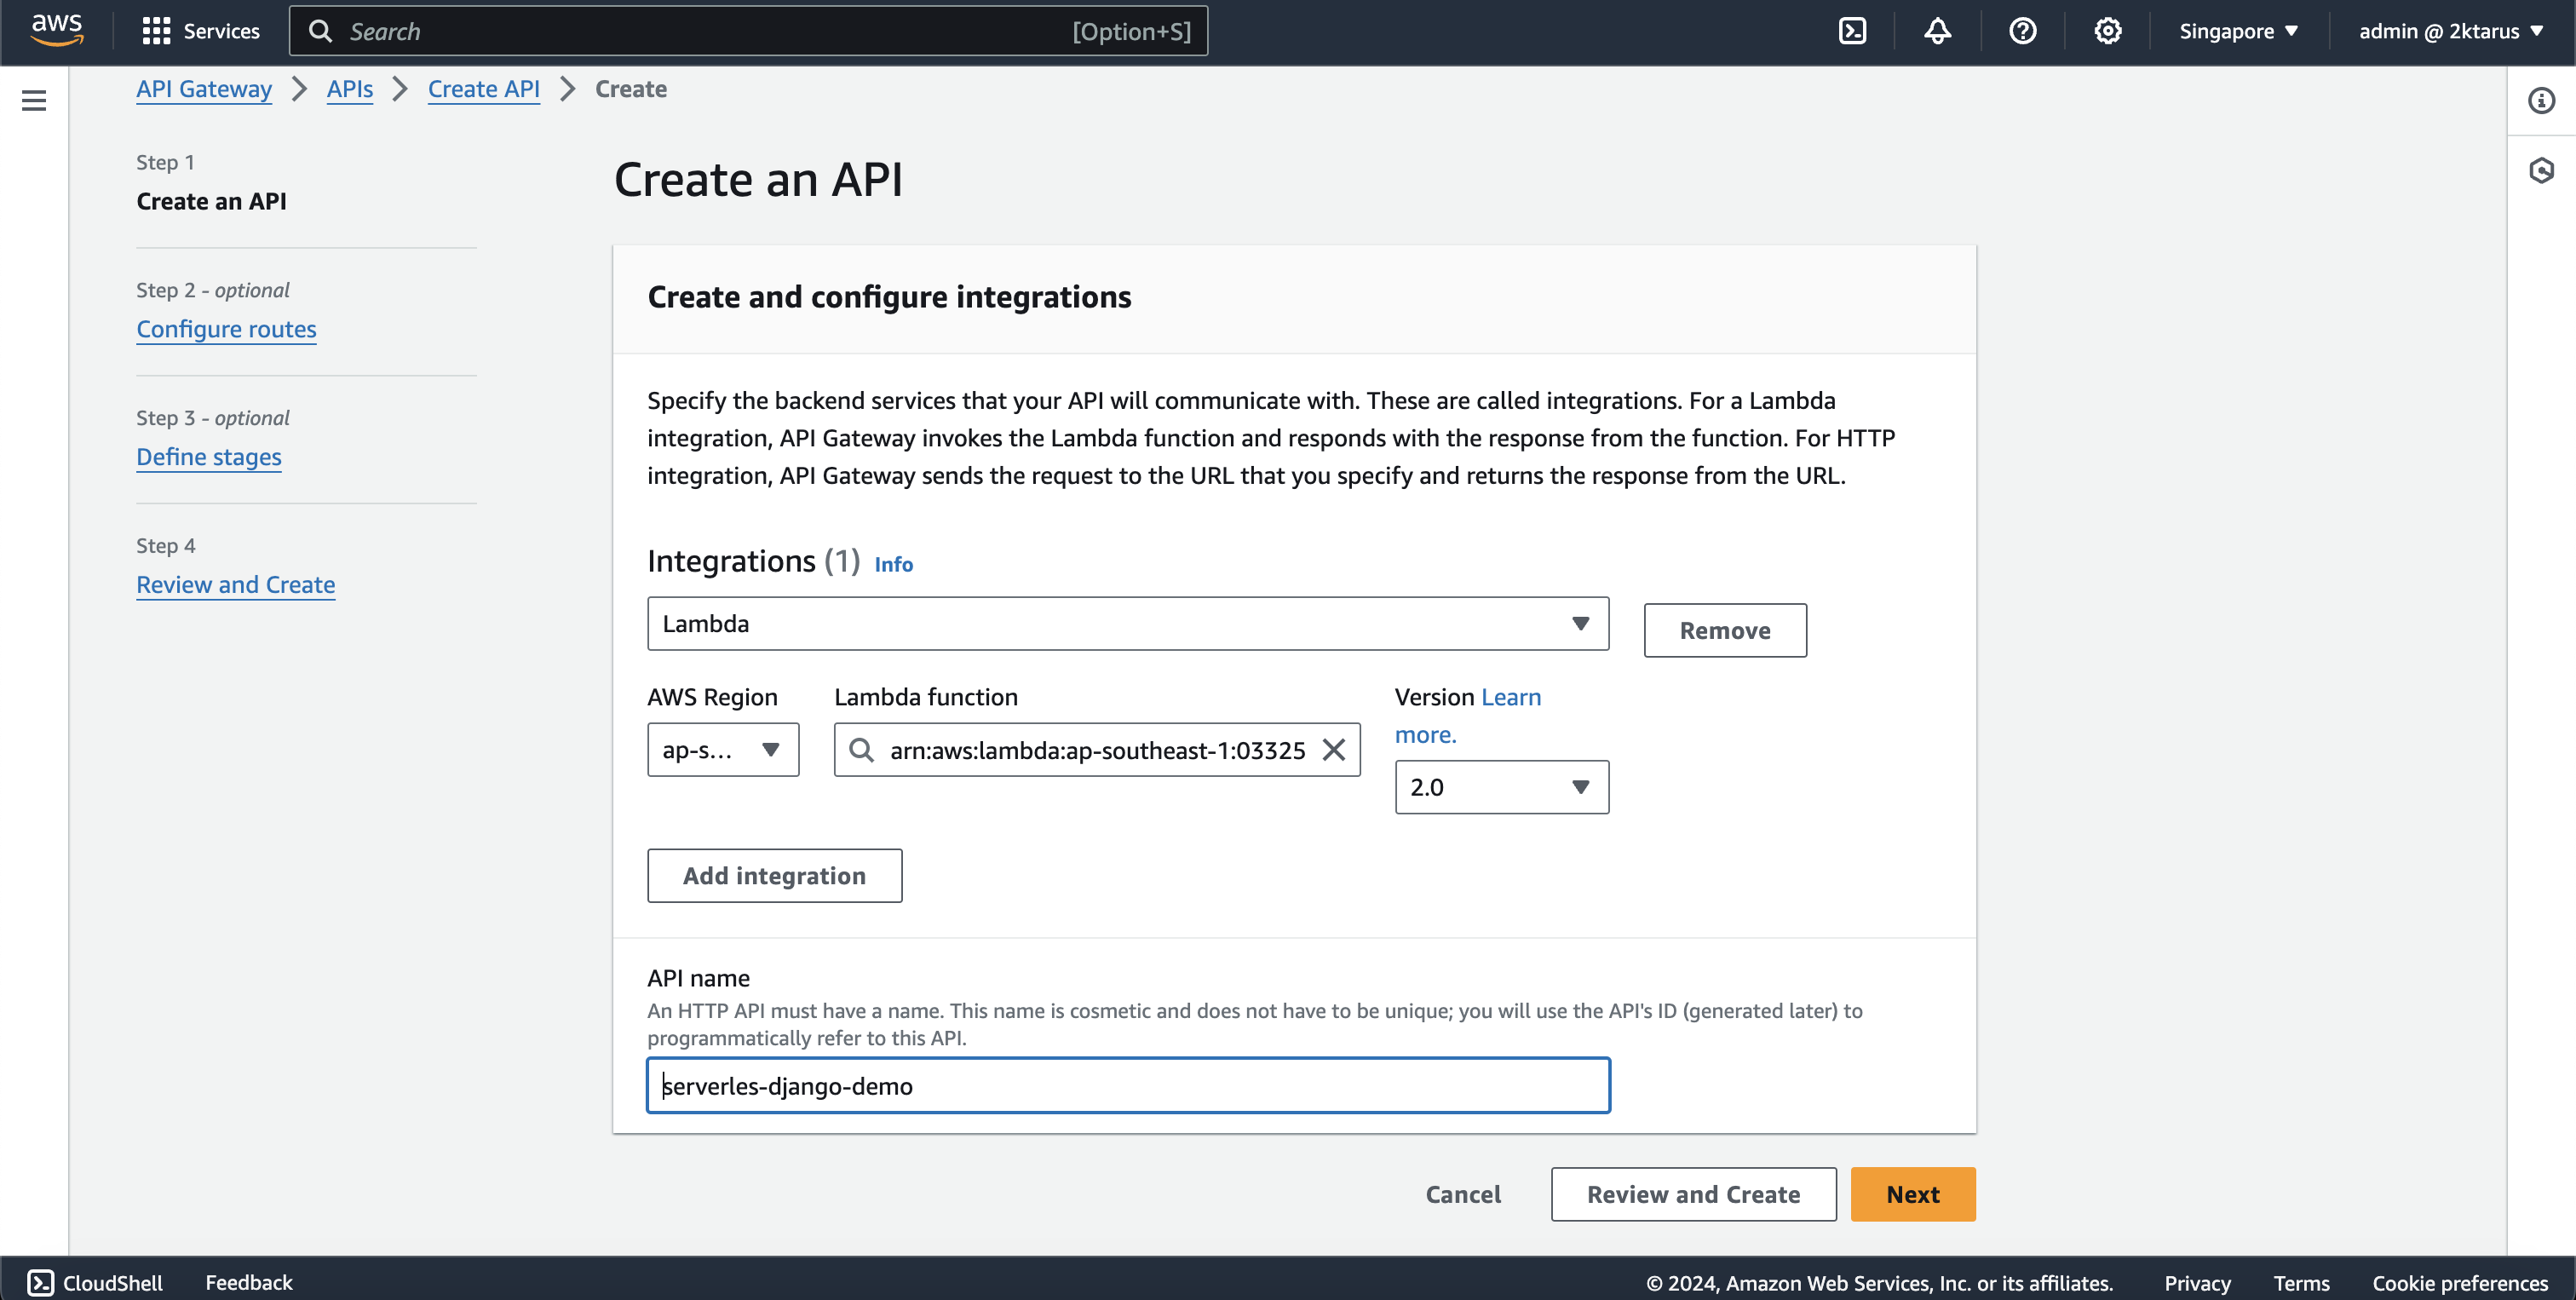 aws
Services
Search
[Option+S]
Singapore
admin @ 2ktarus
API Gateway
APIs
Create API
Create
Step 1
Create an API
Step 2 - optional
Configure routes
Step 3 - optional
Define stages
Step 4
Review and Create
Create an API
Create and configure integrations
Specify the backend services that your API will communicate with. These are called integrations. For a Lambda
integration, API Gateway invokes the Lambda function and responds with the response from the function. For HTTP
integration, API Gateway sends the request to the URL that you specify and returns the response from the URL.
Integrations (1) Info
Lambda
Remove
AWS Region
ap-s...
Lambda function
arn:aws:lambda:ap-southeast-1:03325
Version Learn
more.
2.0
Add integration
API name
An HTTP API must have a name. This name is cosmetic and does not have to be unique; you will use the API's ID (generated later) to
programmatically refer to this API.
serverles-django-demo
Cancel
Review and Create
Next
CloudShell
Feedback
© 2024, Amazon Web Services, Inc. or its affiliates.
Privacy
Terms
Cookie preferences